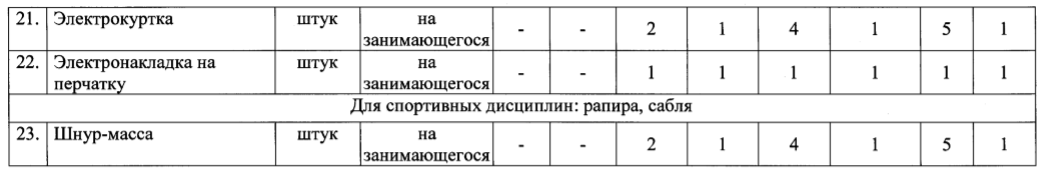 21. Электрокуртка штук на занимающегося - - 2 1 4 1 5 1
22. Электронакладка на перчатку штук на занимающегося - - 1 1 1 1 1 1
Для спортивных дисциплин: рапира, сабля
23. Шнур-масса штук на занимающегося - - 2 1 4 1 5 1